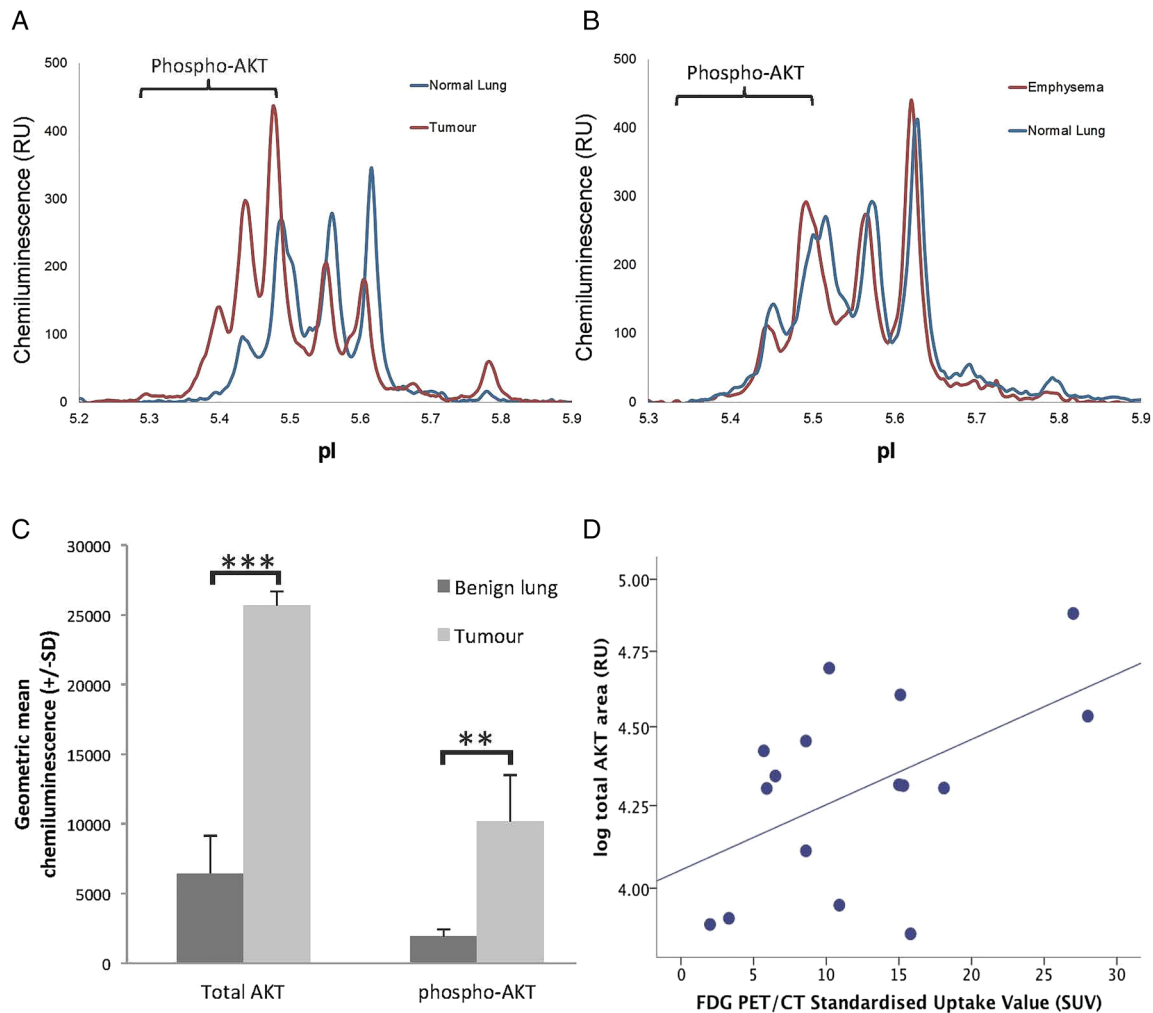 A
Phospho-AKT
Normal Lung
Tumour
Chemiluminescence (RU)
500
400
300
200
100
0
5.2 5.3 5.4 5.5 5.6 5.7 5.8 5.9
pI
B
Phospho-AKT
Emphysema
Normal Lung
Chemiluminescence (RU)
500
400
300
200
100
0
5.3 5.4 5.5 5.6 5.7 5.8 5.9
pI
C
Geometric mean
chemiluminescence (+/-SD)
30000
25000
20000
15000
10000
5000
0
***
**
Benign lung
Tumour
Total AKT phospho-AKT
D
log total AKT area (RU)
5.00
4.75
4.50
4.25
4.00
0 5 10 15 20 25 30
FDG PET/CT Standardised Uptake Value (SUV)